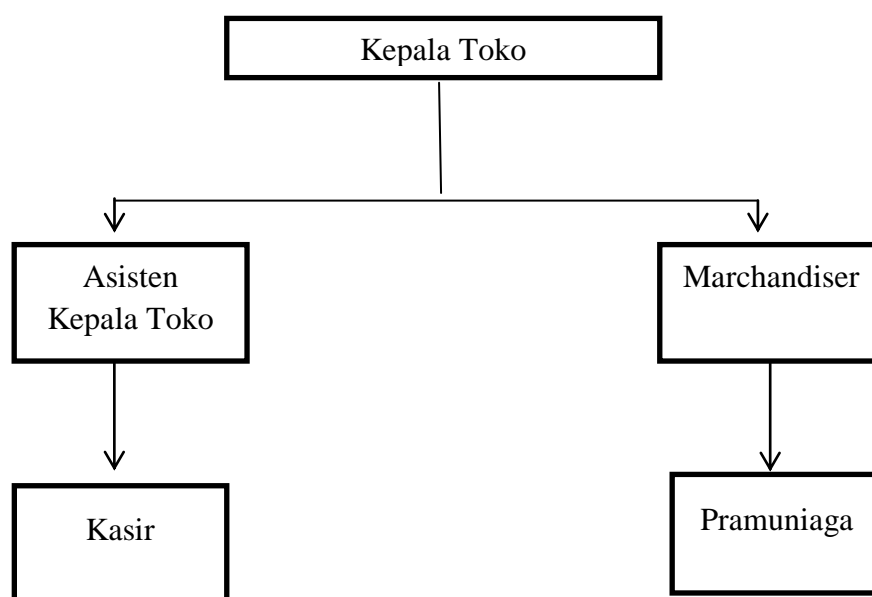 Kepala Toko
Asisten
Kepala Toko
Marchandiser
Kasir
Pramuniaga